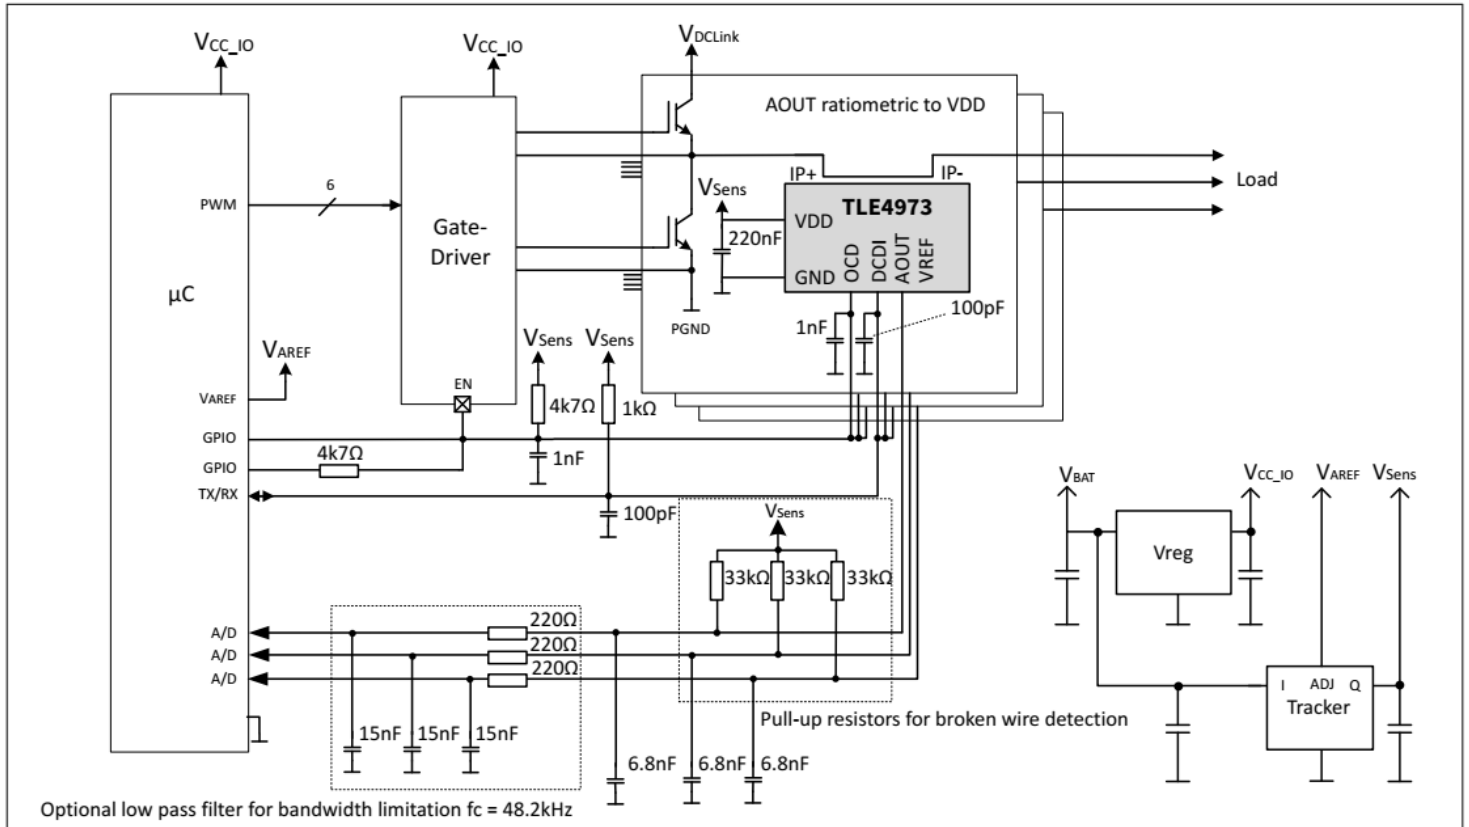 VCC_IO
VCC_IO
VDCLink
AOUT ratiometric to VDD
IP+
IP-
Load
PWM
6
Gate-
Driver
VSens
TLE4973
VDD
220nF
GND
OCD
DCDI
AOUT
VREF
µC
1nF
100pF
PGND
VAREF
VSens
VSens
EN
VAREF
4k7Ω
1kΩ
GPIO
4k7Ω
GPIO
1nF
TX/RX
100pF
VSens
33kΩ
33kΩ
33kΩ
VBAT
VCC_IO
VAREF
VSens
Vreg
220Ω
A/D
220Ω
A/D
220Ω
A/D
I
ADJ
Q
Tracker
Pull-up resistors for broken wire detection
15nF
15nF
15nF
6.8nF
6.8nF
6.8nF
Optional low pass filter for bandwidth limitation fc = 48.2kHz